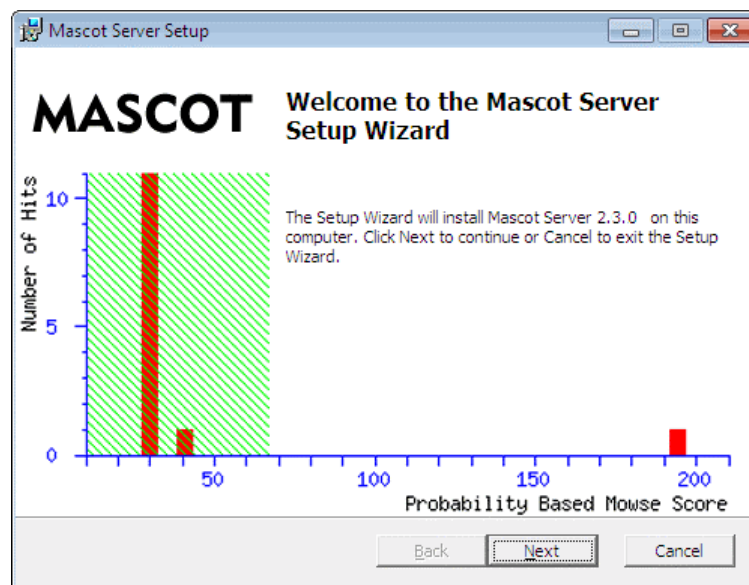 Mascot Server Setup
MASCOT
Welcome to the Mascot Server
Setup Wizard
The Setup Wizard will install Mascot Server 2.3.0 on this
computer. Click Next to continue or Cancel to exit the Setup
Wizard.
Number of Hits
10
5
0
50 100 150 200
Probability Based Mowse Score
Back Next Cancel